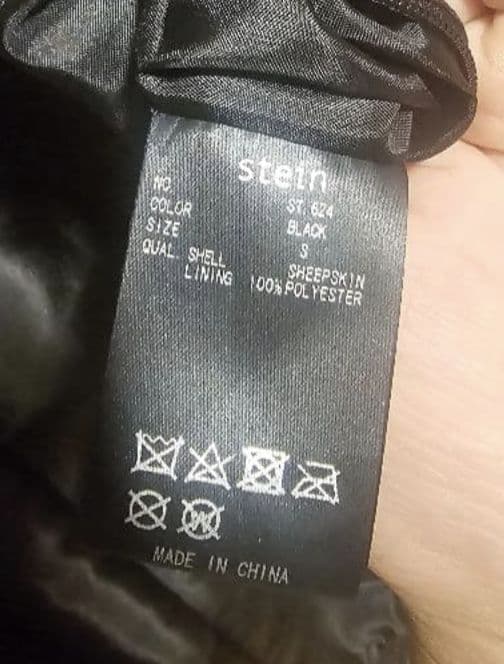 stein
NO. ST.624
COLOR BLACK
SIZE S
QUAL. SHELL SHEEPSKIN
LINING 100%POLYESTER
W
MADE IN CHINA